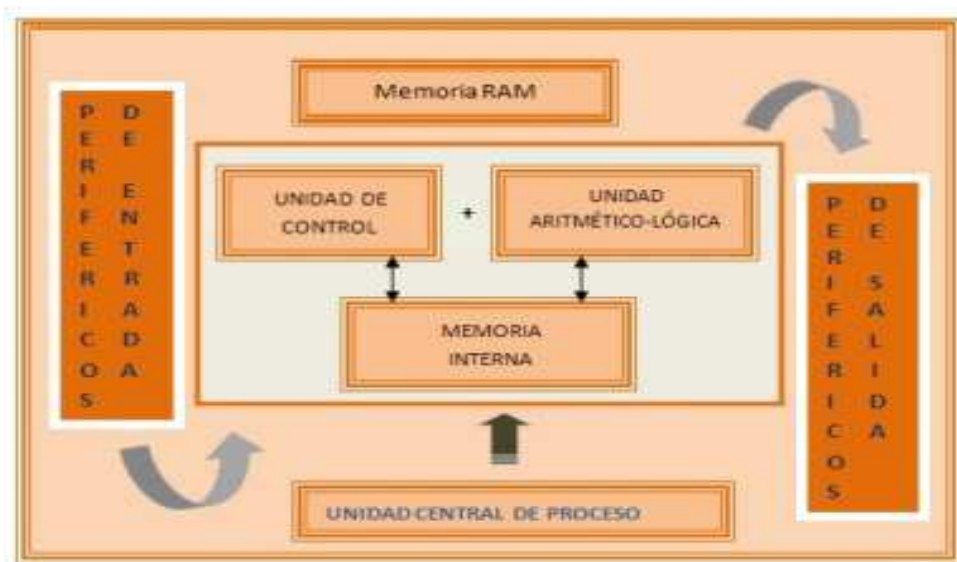 Memoria RAM
PERIFERICOS
DE ENTRADA
UNIDAD DE
CONTROL
+
UNIDAD
ARITMÉTICO-LÓGICA
MEMORIA
INTERNA
PERIFERICOS
DE SALIDA
UNIDAD CENTRAL DE PROCESO